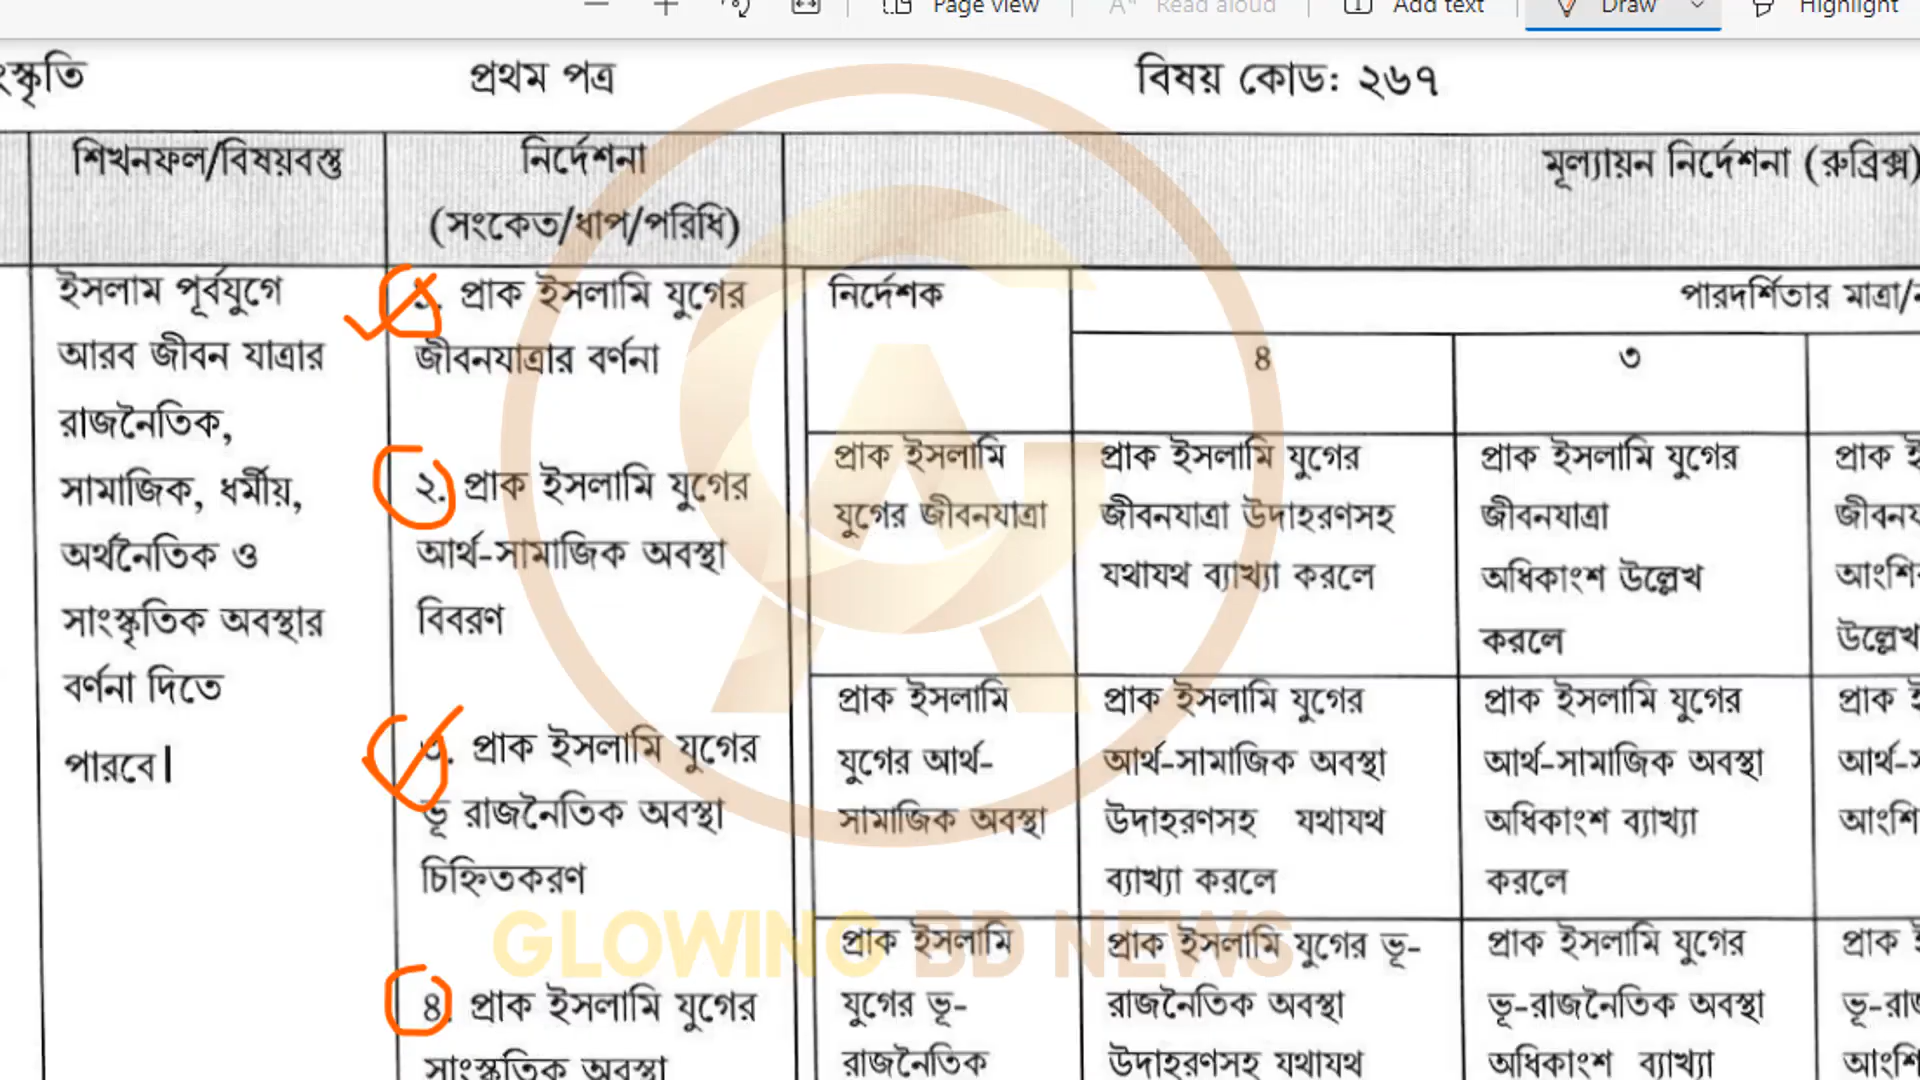 Page view
Read aloud
Add text
Draw
Highlight
প্রথম পত্র
বিষয় কোড: ২৬৭
শিখনফল/বিষয়বস্তু
নির্দেশনা
(সংকেত/ধাপ/পরিধি)
মূল্যায়ন নির্দেশনা (রুব্রিক্স)
ইসলাম পূর্বযুগে
আরব জীবন যাত্রার
রাজনৈতিক,
সামাজিক, ধর্মীয়,
অর্থনৈতিক ও
সাংস্কৃতিক অবস্থার
বর্ণনা দিতে
পারবে।
১. প্রাক ইসলামি যুগের
জীবনযাত্রার বর্ণনা
২. প্রাক ইসলামি যুগের
আর্থ-সামাজিক অবস্থা
বিবরণ
৩. প্রাক ইসলামি যুগের
ভূ রাজনৈতিক অবস্থা
চিহ্নিতকরণ
৪. প্রাক ইসলামি যুগের
সাংস্কৃতিক অবস্থা
নির্দেশক
পারদর্শিতার মাত্রা/
৪
৩
প্রাক ইসলামি
যুগের জীবনযাত্রা
প্রাক ইসলামি যুগের
জীবনযাত্রা উদাহরণসহ
যথাযথ ব্যাখ্যা করলে
প্রাক ইসলামি যুগের
জীবনযাত্রা
অধিকাংশ উল্লেখ
করলে
প্রাক
উল্লেখ
প্রাক ইসলামি
যুগের আর্থ-
সামাজিক অবস্থা
প্রাক ইসলামি যুগের
আর্থ-সামাজিক অবস্থা
উদাহরণসহ যথাযথ
ব্যাখ্যা করলে
প্রাক ইসলামি যুগের
আর্থ-সামাজিক অবস্থা
অধিকাংশ ব্যাখ্যা
করলে
প্রাক
আর্থ-
প্রাক ইসলামি
যুগের ভূ-
রাজনৈতিক
প্রাক ইসলামি যুগের ভূ-
রাজনৈতিক অবস্থা
উদাহরণসহ যথাযথ
প্রাক ইসলামি যুগের
ভূ-রাজনৈতিক অবস্থা
অধিকাংশ ব্যাখ্যা
প্রাক
GLOWING BD NEWS